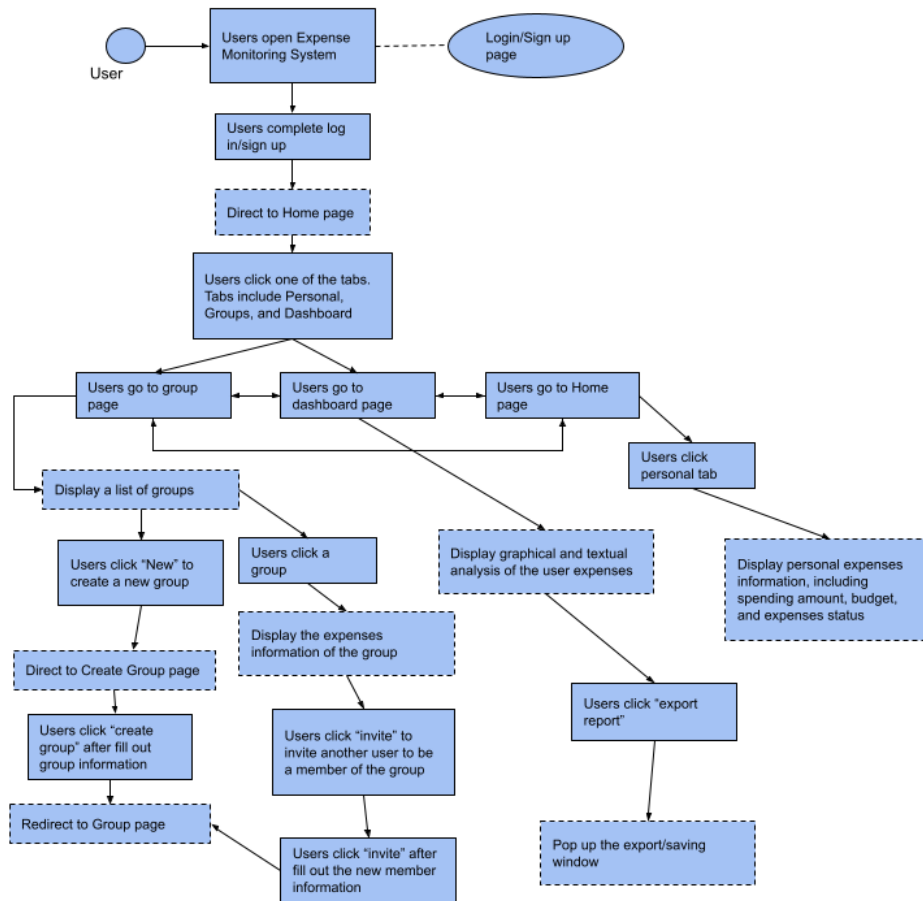 Users open Expense
Monitoring System
Login/Sign up
page
User
Users complete log
in/sign up
Direct to Home page
Users click one of the tabs.
Tabs include Personal,
Groups, and Dashboard
Users go to group
page
Users go to
dashboard page
Users go to Home
page
Users click
personal tab
Display a list of groups
Users click “New” to
create a new group
Users click a
group
Display graphical and textual
analysis of the user expenses
Display personal expenses
information, including
spending amount, budget,
and expenses status
Display the expenses
information of the group
Direct to Create Group page
Users click “create
group” after fill out
group information
Users click “invite” to
invite another user to be
a member of the group
Users click “export
report”
Redirect to Group page
Users click “invite” after
fill out the new member
information
Pop up the export/saving
window